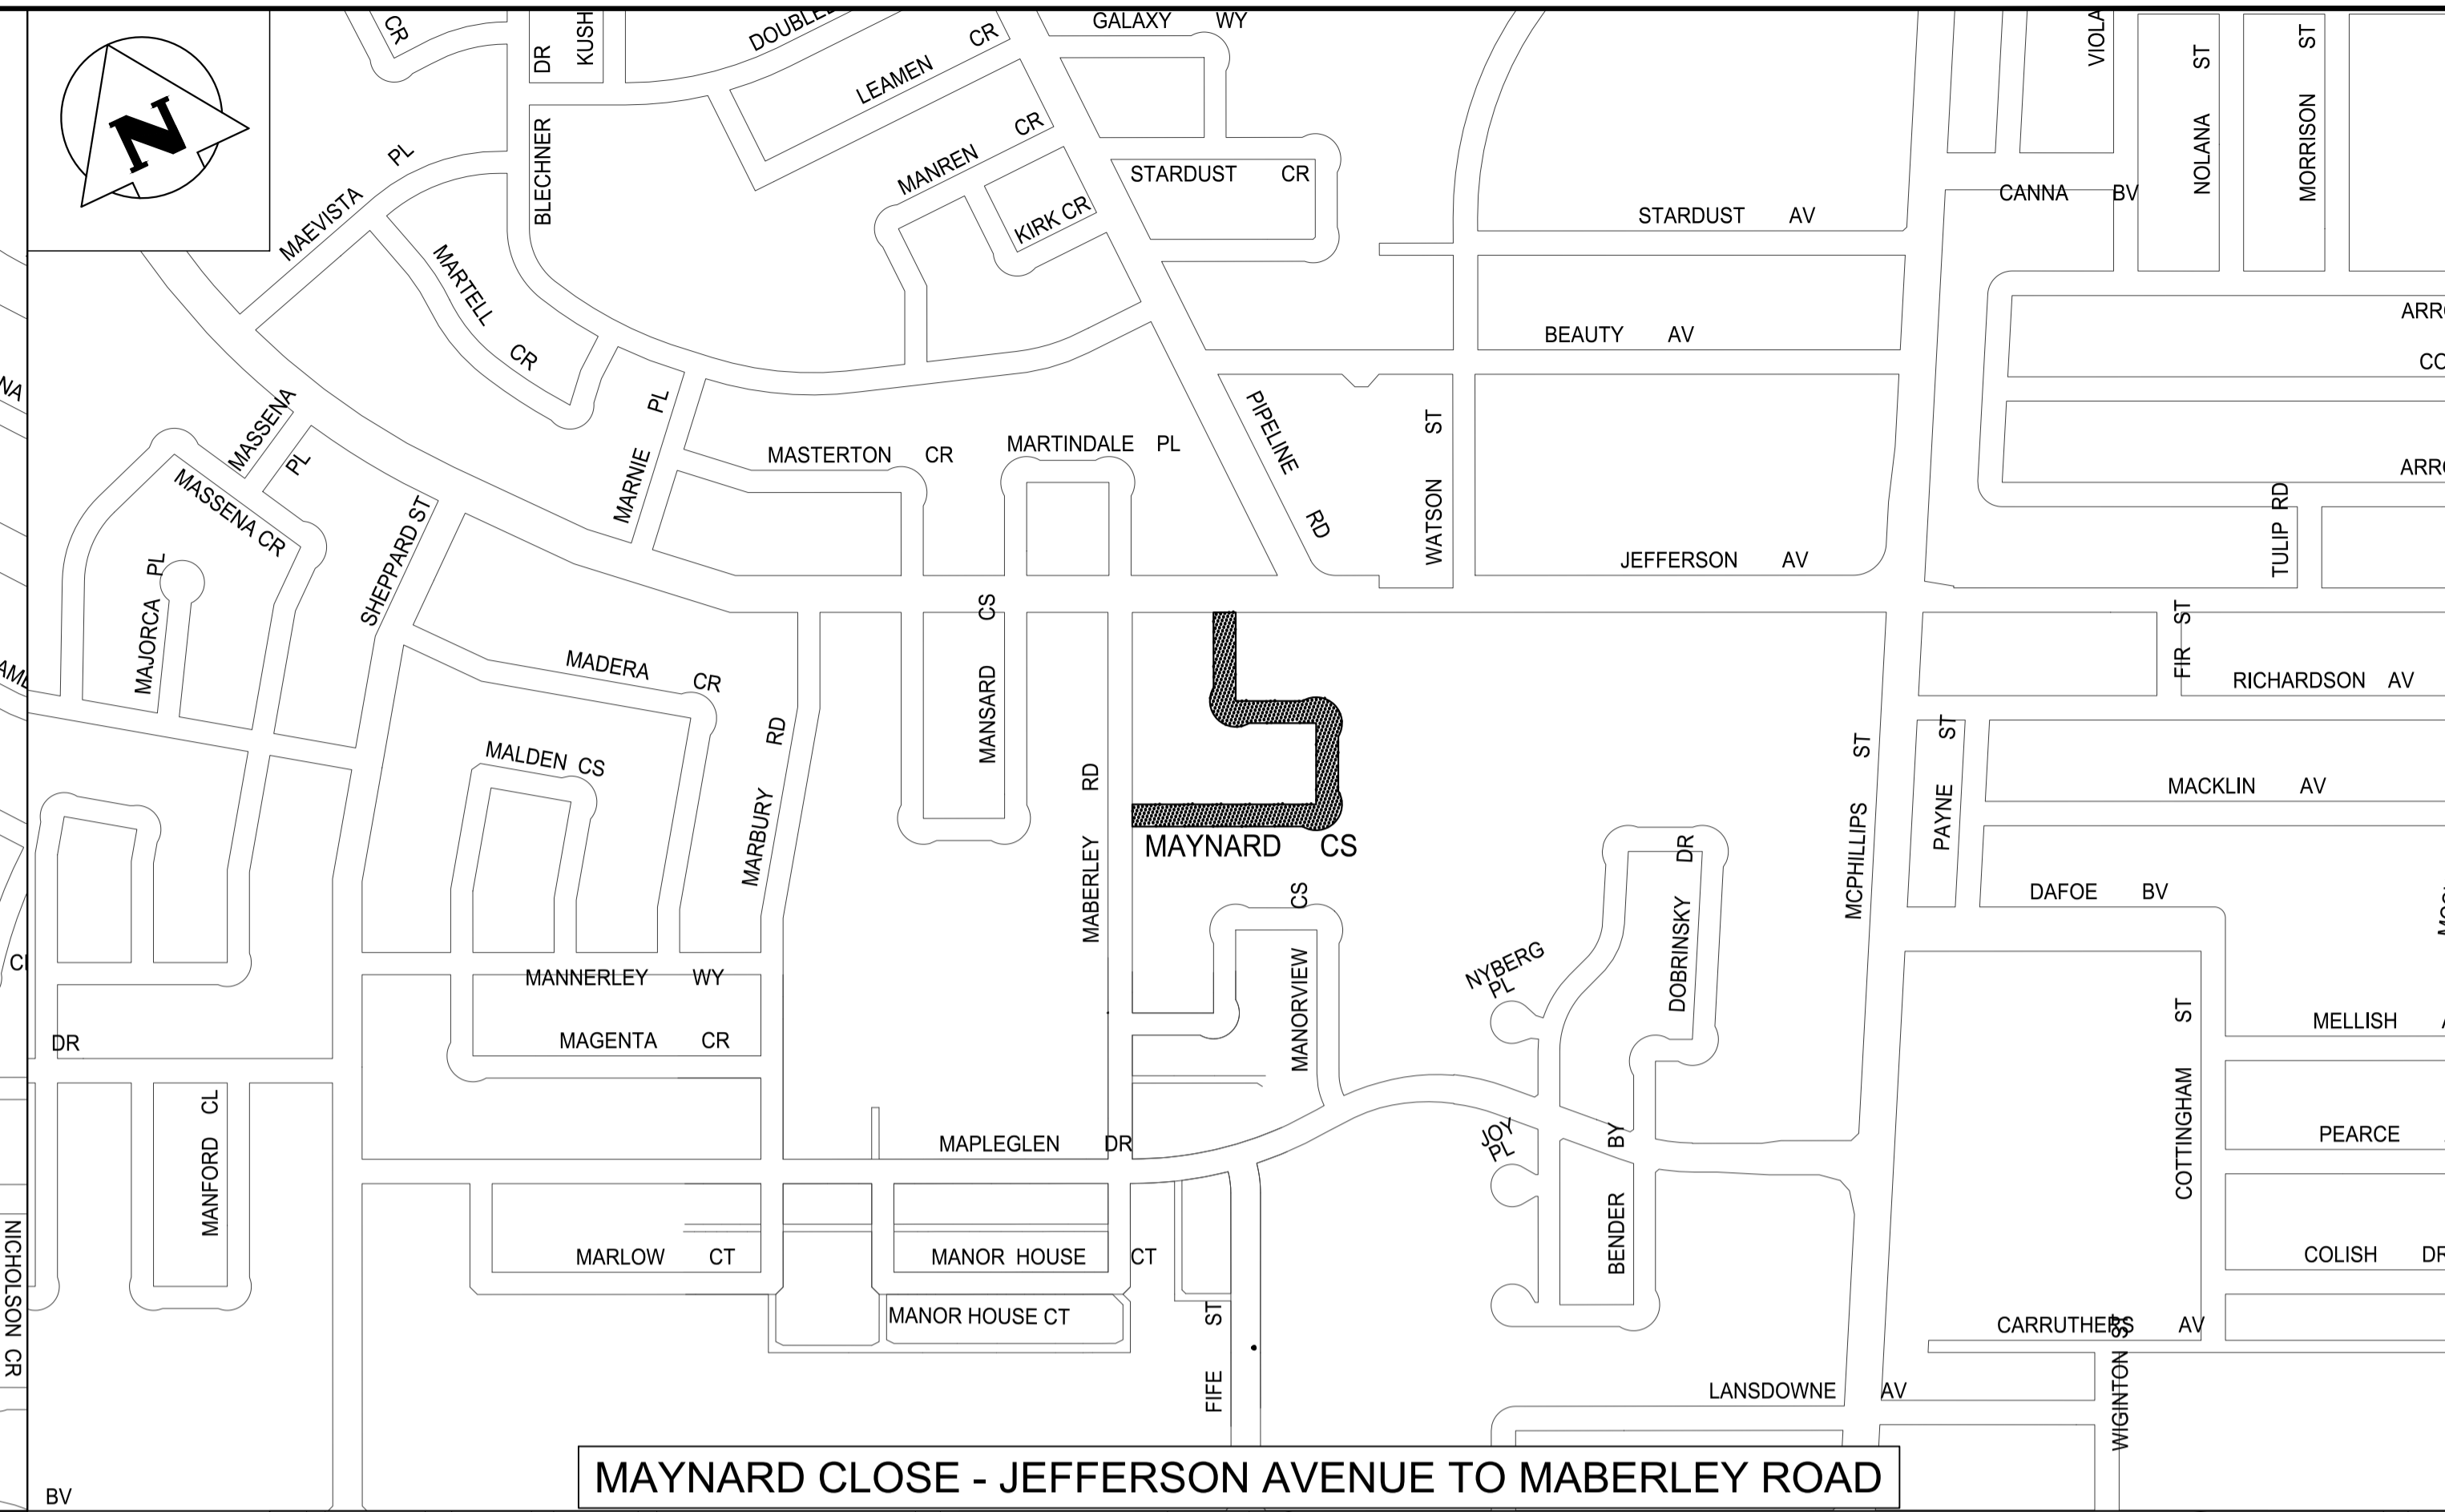 N
CR
DR
KUSH
GALAXY WY
LEAMEN CR
BLECHNER
MAEVISTA PL
MANREN CR
KIRK CR
STARDUST CR
STARDUST AV
CANNA BV
NOLANA ST
MORRISON ST
MARTELL CR
BEAUTY AV
PIPELINE RD
MASSENA PL
MASSENA CR
MARNIE PL
MASTERTON CR
MARTINDALE PL
WATSON ST
JEFFERSON AV
TULIP RD
SHEPPARD ST
MAJORCA PL
MADERA CR
MANSARD CS
FIR ST
RICHARDSON AV
MALDEN CS
MARBURY RD
MABERLEY RD
MAYNARD CS
MCPHILLIPS ST
PAYNE ST
MACKLIN AV
DAFOE BV
MANORVIEW CS
NYBERG PL
DOBRINSKY DR
MANNERLEY WY
MAGENTA CR
DR
MELLISH
COTTINGHAM ST
MANFORD CL
MAPLEGLEN DR
JOY PL
PEARCE
BENDER BY
MARLOW CT
MANOR HOUSE CT
MANOR HOUSE CT
COLISH DR
NICHOLSON CR
FIFE ST
CARRUTHERS AV
WIGINTON ST
LANSDOWNE AV
BV
MAYNARD CLOSE - JEFFERSON AVENUE TO MABERLEY ROAD